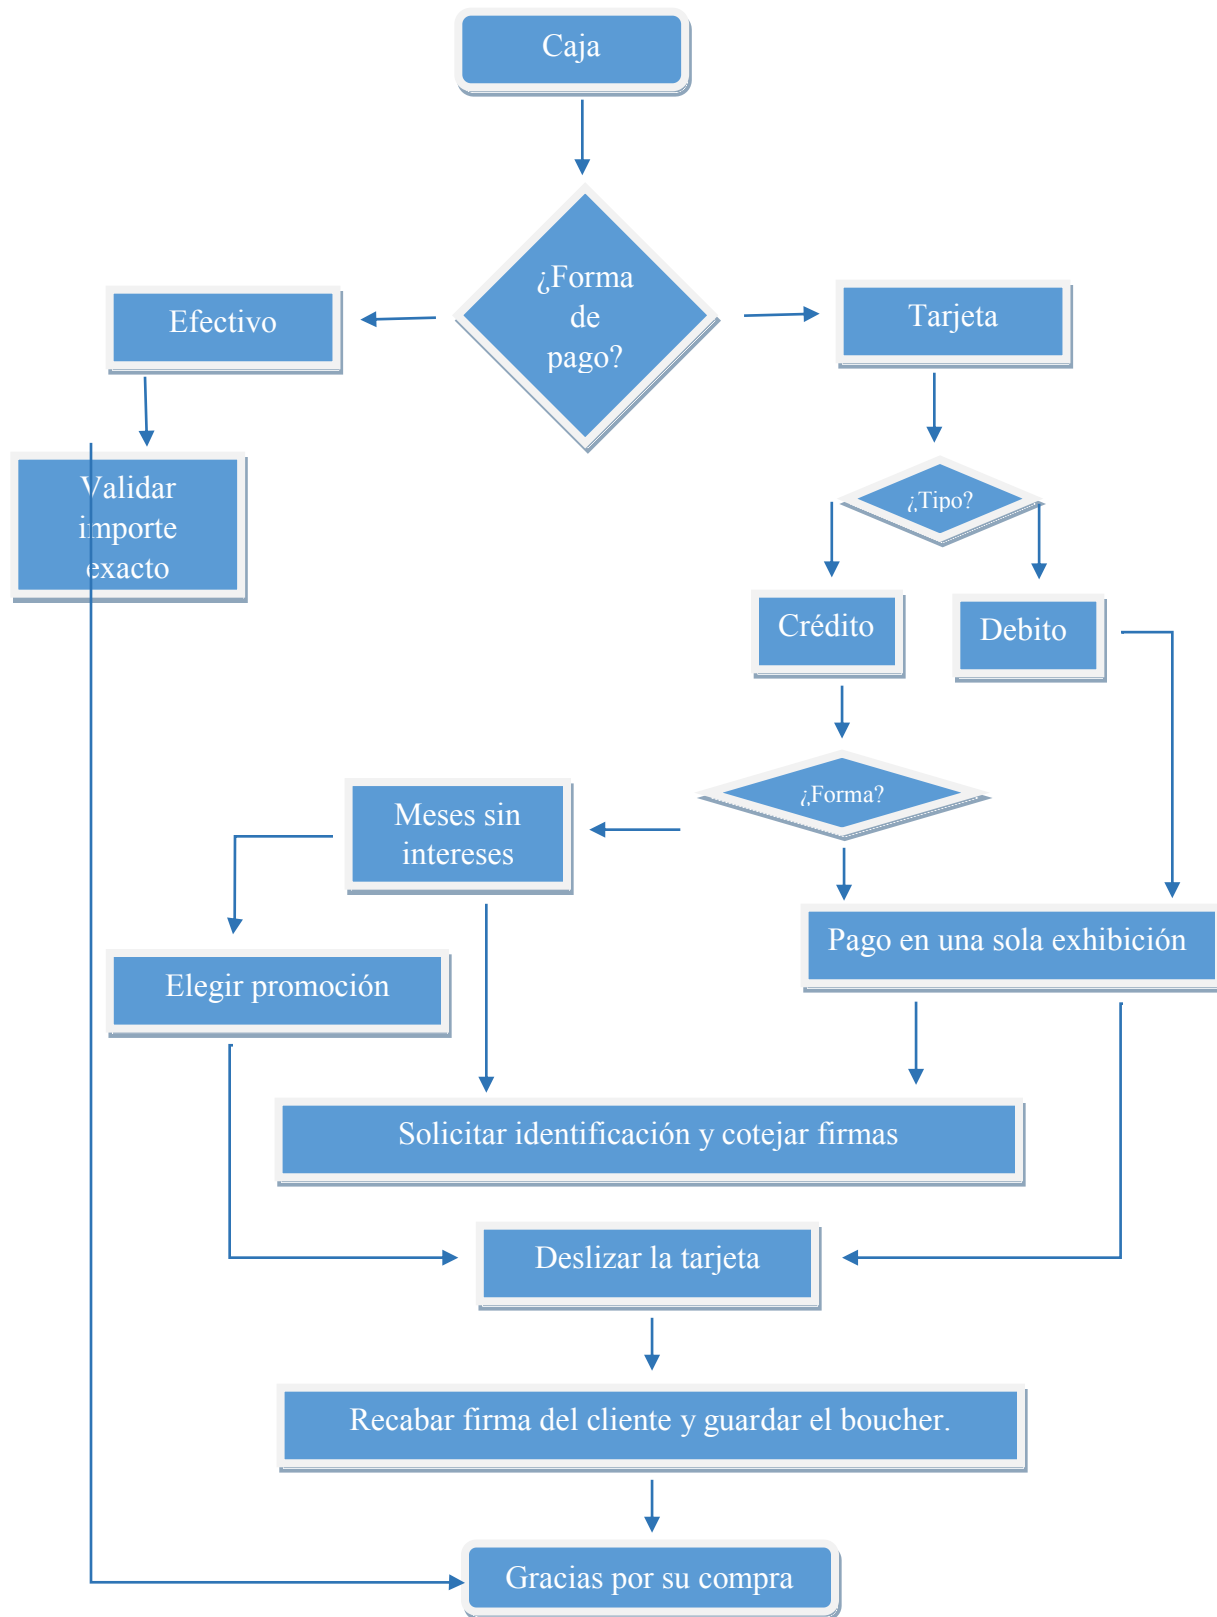 Caja
¿Forma
de
pago?
Efectivo
Tarjeta
Validar
importe
exacto
¿Tipo?
Crédito
Debito
¿Forma?
Meses sin
intereses
Pago en una sola exhibición
Elegir promoción
Solicitar identificación y cotejar firmas
Deslizar la tarjeta
Recabar firma del cliente y guardar el boucher.
Gracias por su compra